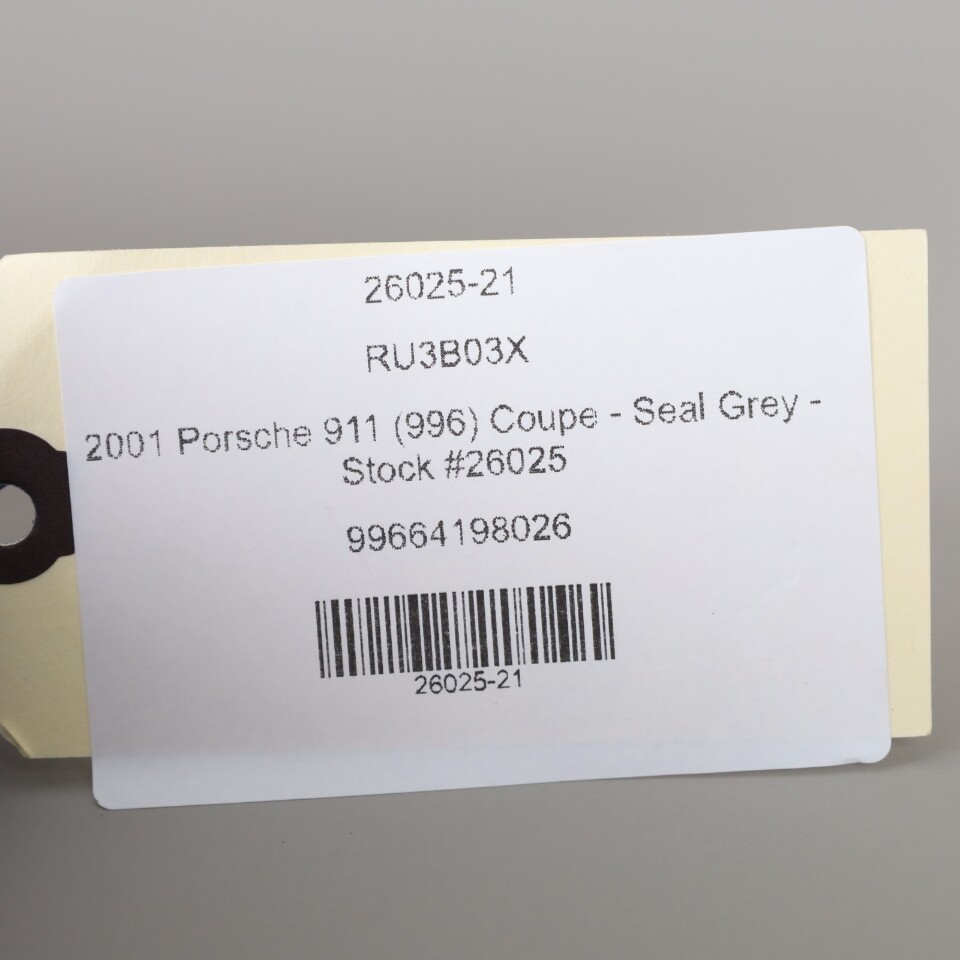 26025-21
RU3B03X
2001 Porsche 911 (996) Coupe - Seal Grey -
Stock #26025
99664198026
26025-21